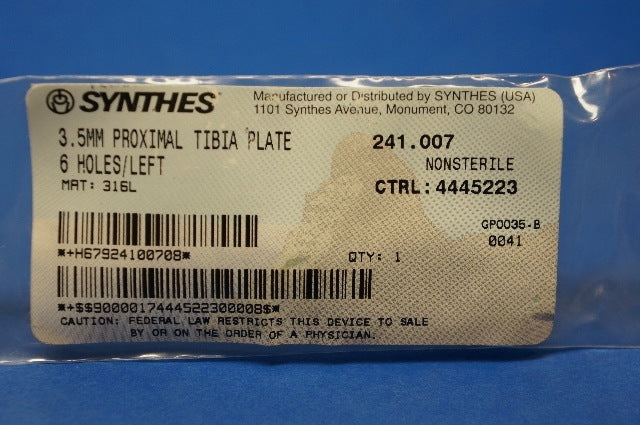 SYNTHES®
Manufactured or Distributed by SYNTHES (USA)
1101 Synthes Avenue, Monument, CO 80132
3.5MM PROXIMAL TIBIA PLATE
6 HOLES/LEFT
MAT: 316L
241.007
NONSTERILE
CTRL: 4445223
GP0035-B
0041
*+H67924100708*
QTY: 1
*+$$9000017444522300008$*
CAUTION: FEDERAL LAW RESTRICTS THIS DEVICE TO SALE
BY OR ON THE ORDER OF A PHYSICIAN.